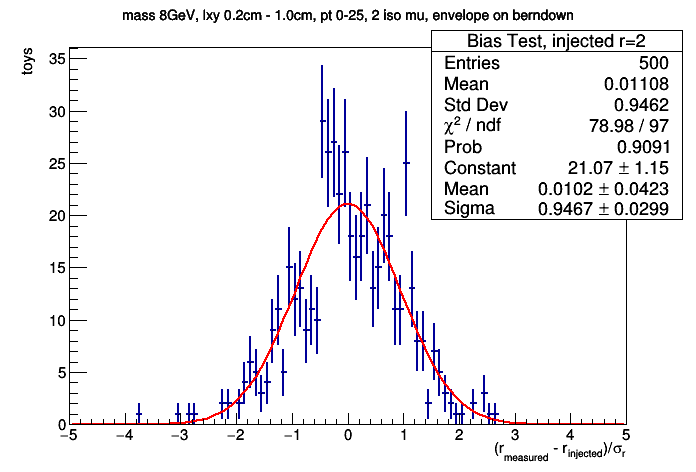 mass 8GeV, lxy 0.2cm - 1.0cm, pt 0-25, 2 iso mu, envelope on berndown
Bias Test, injected r=2
Entries 500
Mean 0.01108
Std Dev 0.9462
χ² / ndf 78.98 / 97
Prob 0.9091
Constant 21.07 ± 1.15
Mean 0.0102 ± 0.0423
Sigma 0.9467 ± 0.0299
toys
35
30
25
20
15
10
5
0
−5 −4 −3 −2 −1 0 1 2 3 4 5
(r_measured - r_injected)/σ_r